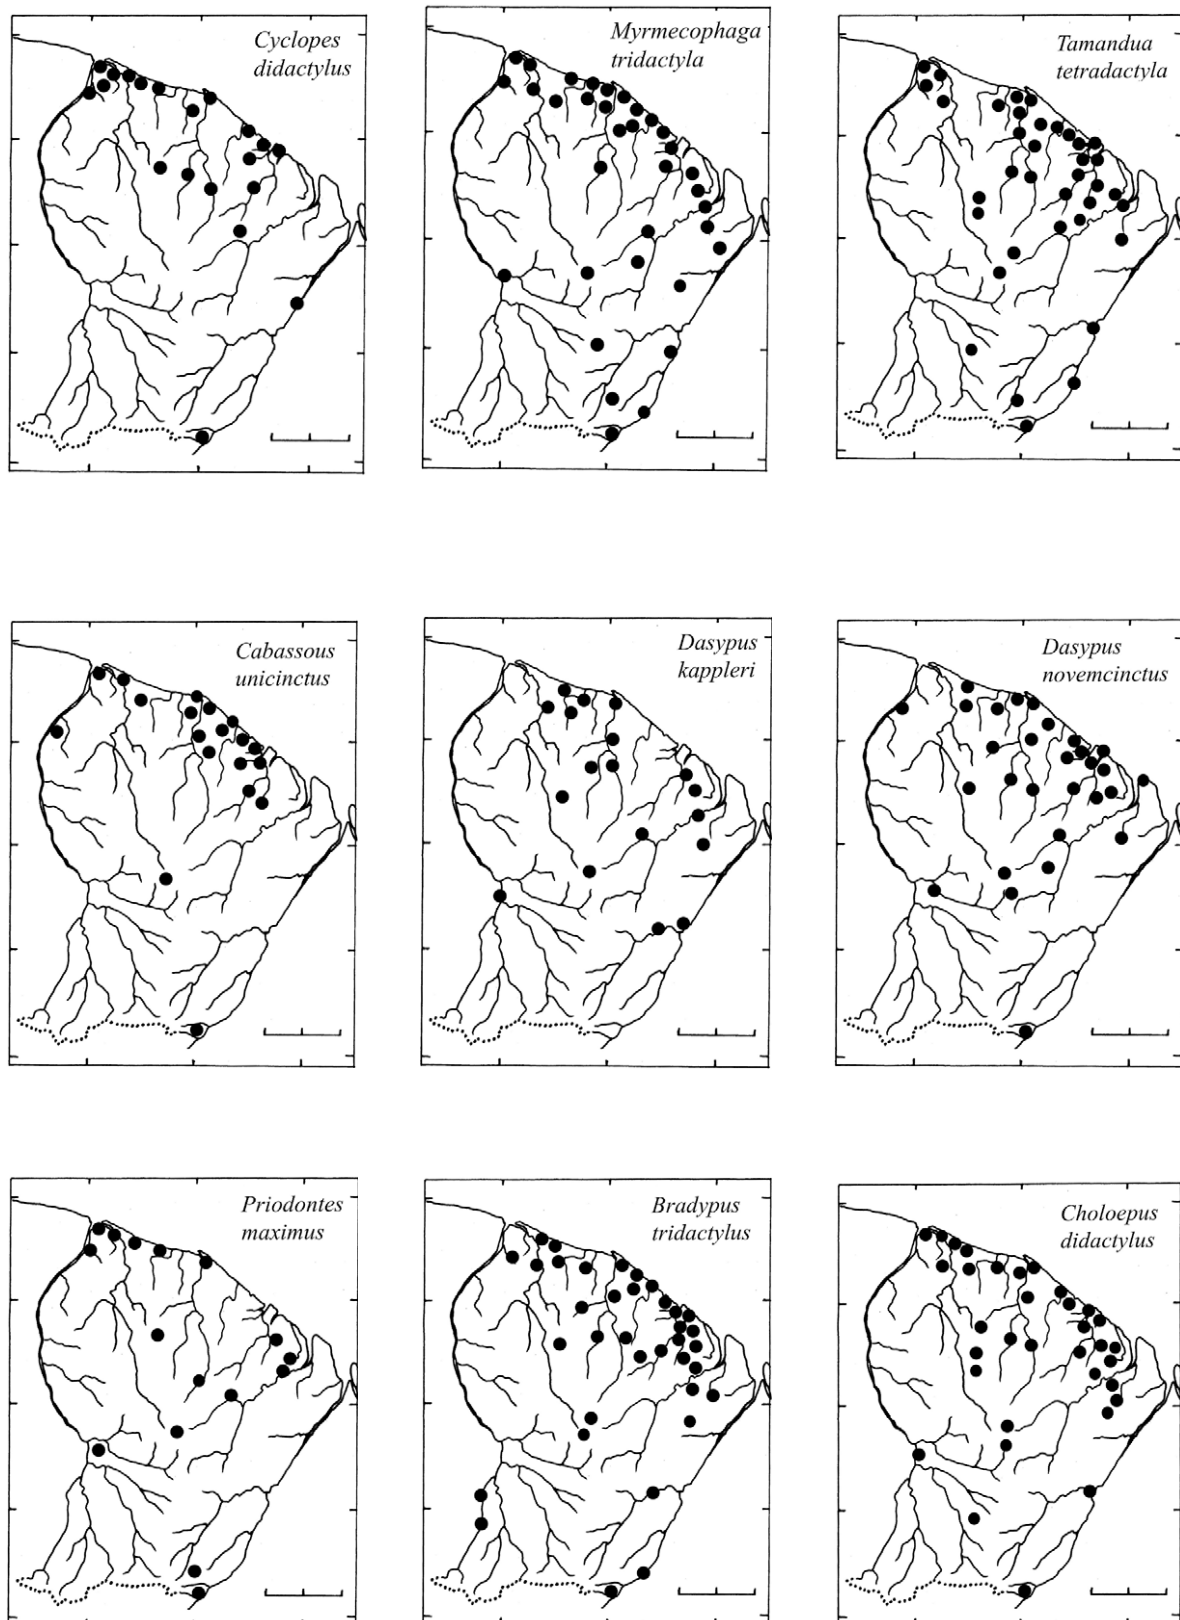 Cyclopes
didactylus
Myrmecophaga
tridactyla
Tamandua
tetradactyla
Cabassous
unicinctus
Dasypus
kappleri
Dasypus
novemcinctus
Priodontes
maximus
Bradypus
tridactylus
Choloepus
didactylus